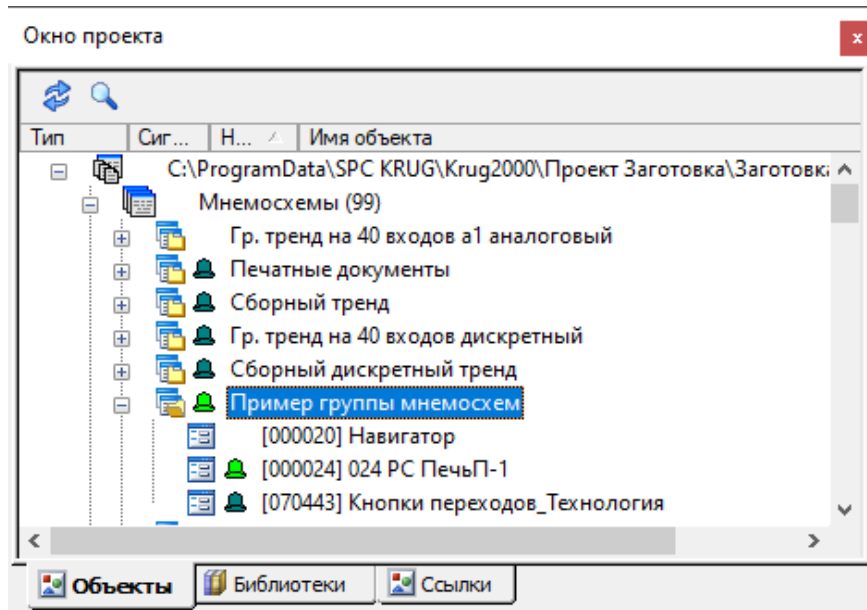 Окно проекта
Тип Сиг... Н... Имя объекта
C:\ProgramData\SPC KRUG\Krug2000\Проект Заготовка\Заготовка
Мнемосхемы (99)
Гр. тренд на 40 входов а1 аналоговый
Печатные документы
Сборный тренд
Гр. тренд на 40 входов дискретный
Сборный дискретный тренд
Пример группы мнемосхем
[000020] Навигатор
[000024] 024 РС ПечьП-1
[070443] Кнопки переходов_Технология
Объекты Библиотеки Ссылки